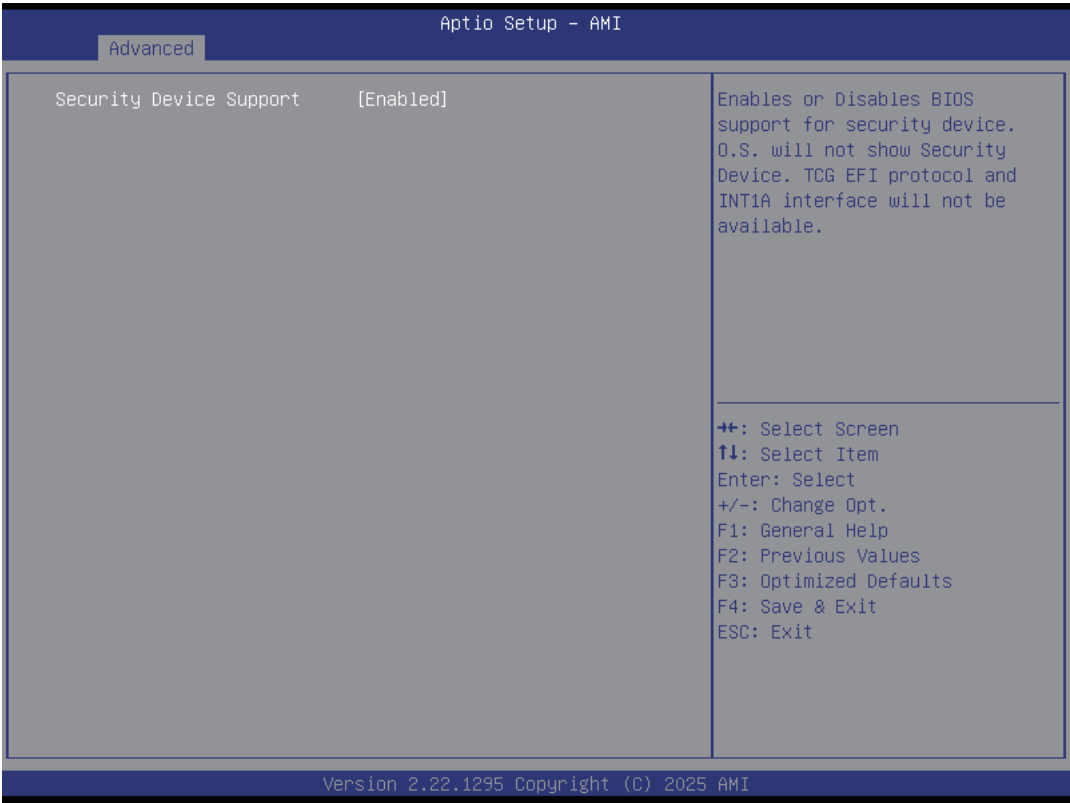 Aptio Setup – AMI
Advanced
Security Device Support [Enabled]
Enables or Disables BIOS
support for security device.
O.S. will not show Security
Device. TCG EFI protocol and
INT1A interface will not be
available.
→←: Select Screen
↑↓: Select Item
Enter: Select
+/-: Change Opt.
F1: General Help
F2: Previous Values
F3: Optimized Defaults
F4: Save & Exit
ESC: Exit
Version 2.22.1295 Copyright (C) 2025 AMI